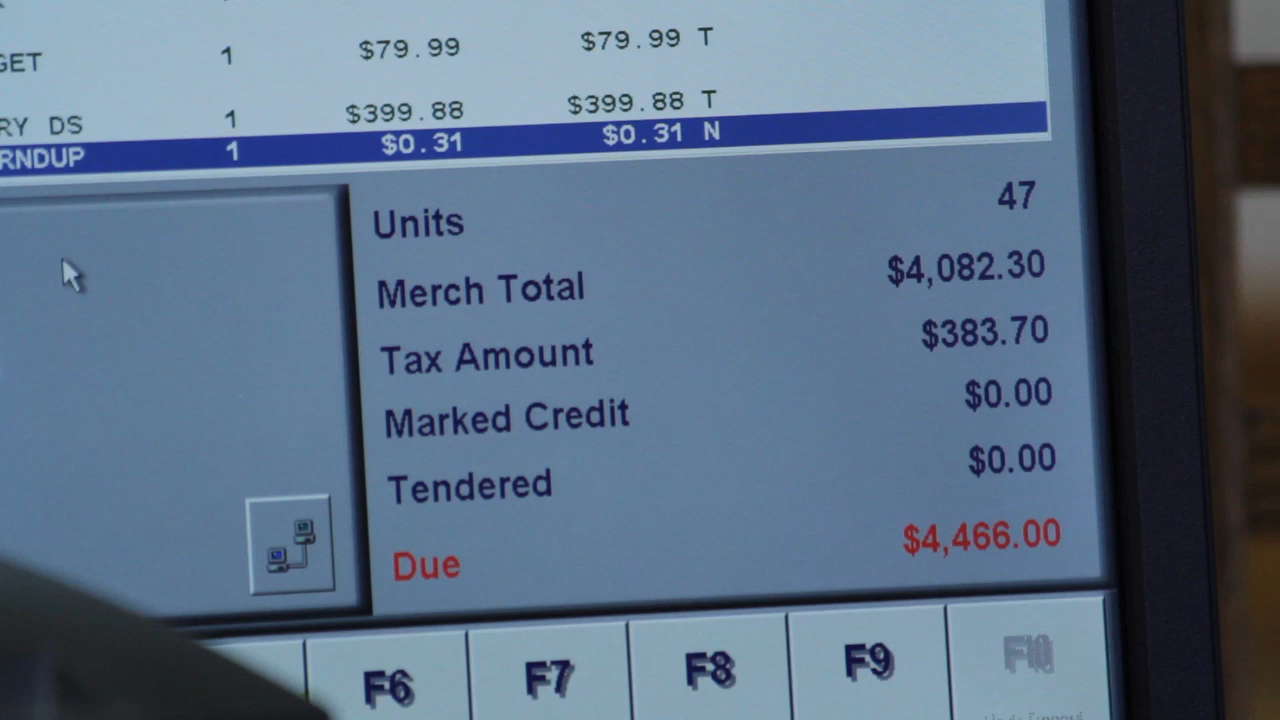 GET 1 $79.99 $79.99 T
RY DS 1 $399.88 $399.88 T
RNDUP 1 $0.31 $0.31 N
Units 47
Merch Total $4,082.30
Tax Amount $383.70
Marked Credit $0.00
Tendered $0.00
Due $4,466.00
F6 F7 F8 F9 F10